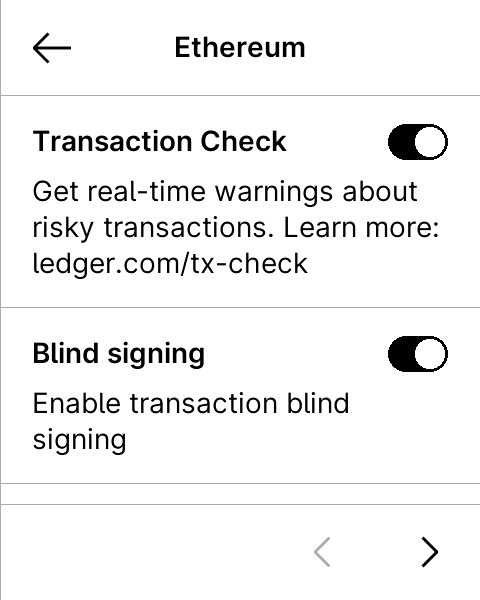 Ethereum
Transaction Check
Get real-time warnings about
risky transactions. Learn more:
ledger.com/tx-check
Blind signing
Enable transaction blind
signing